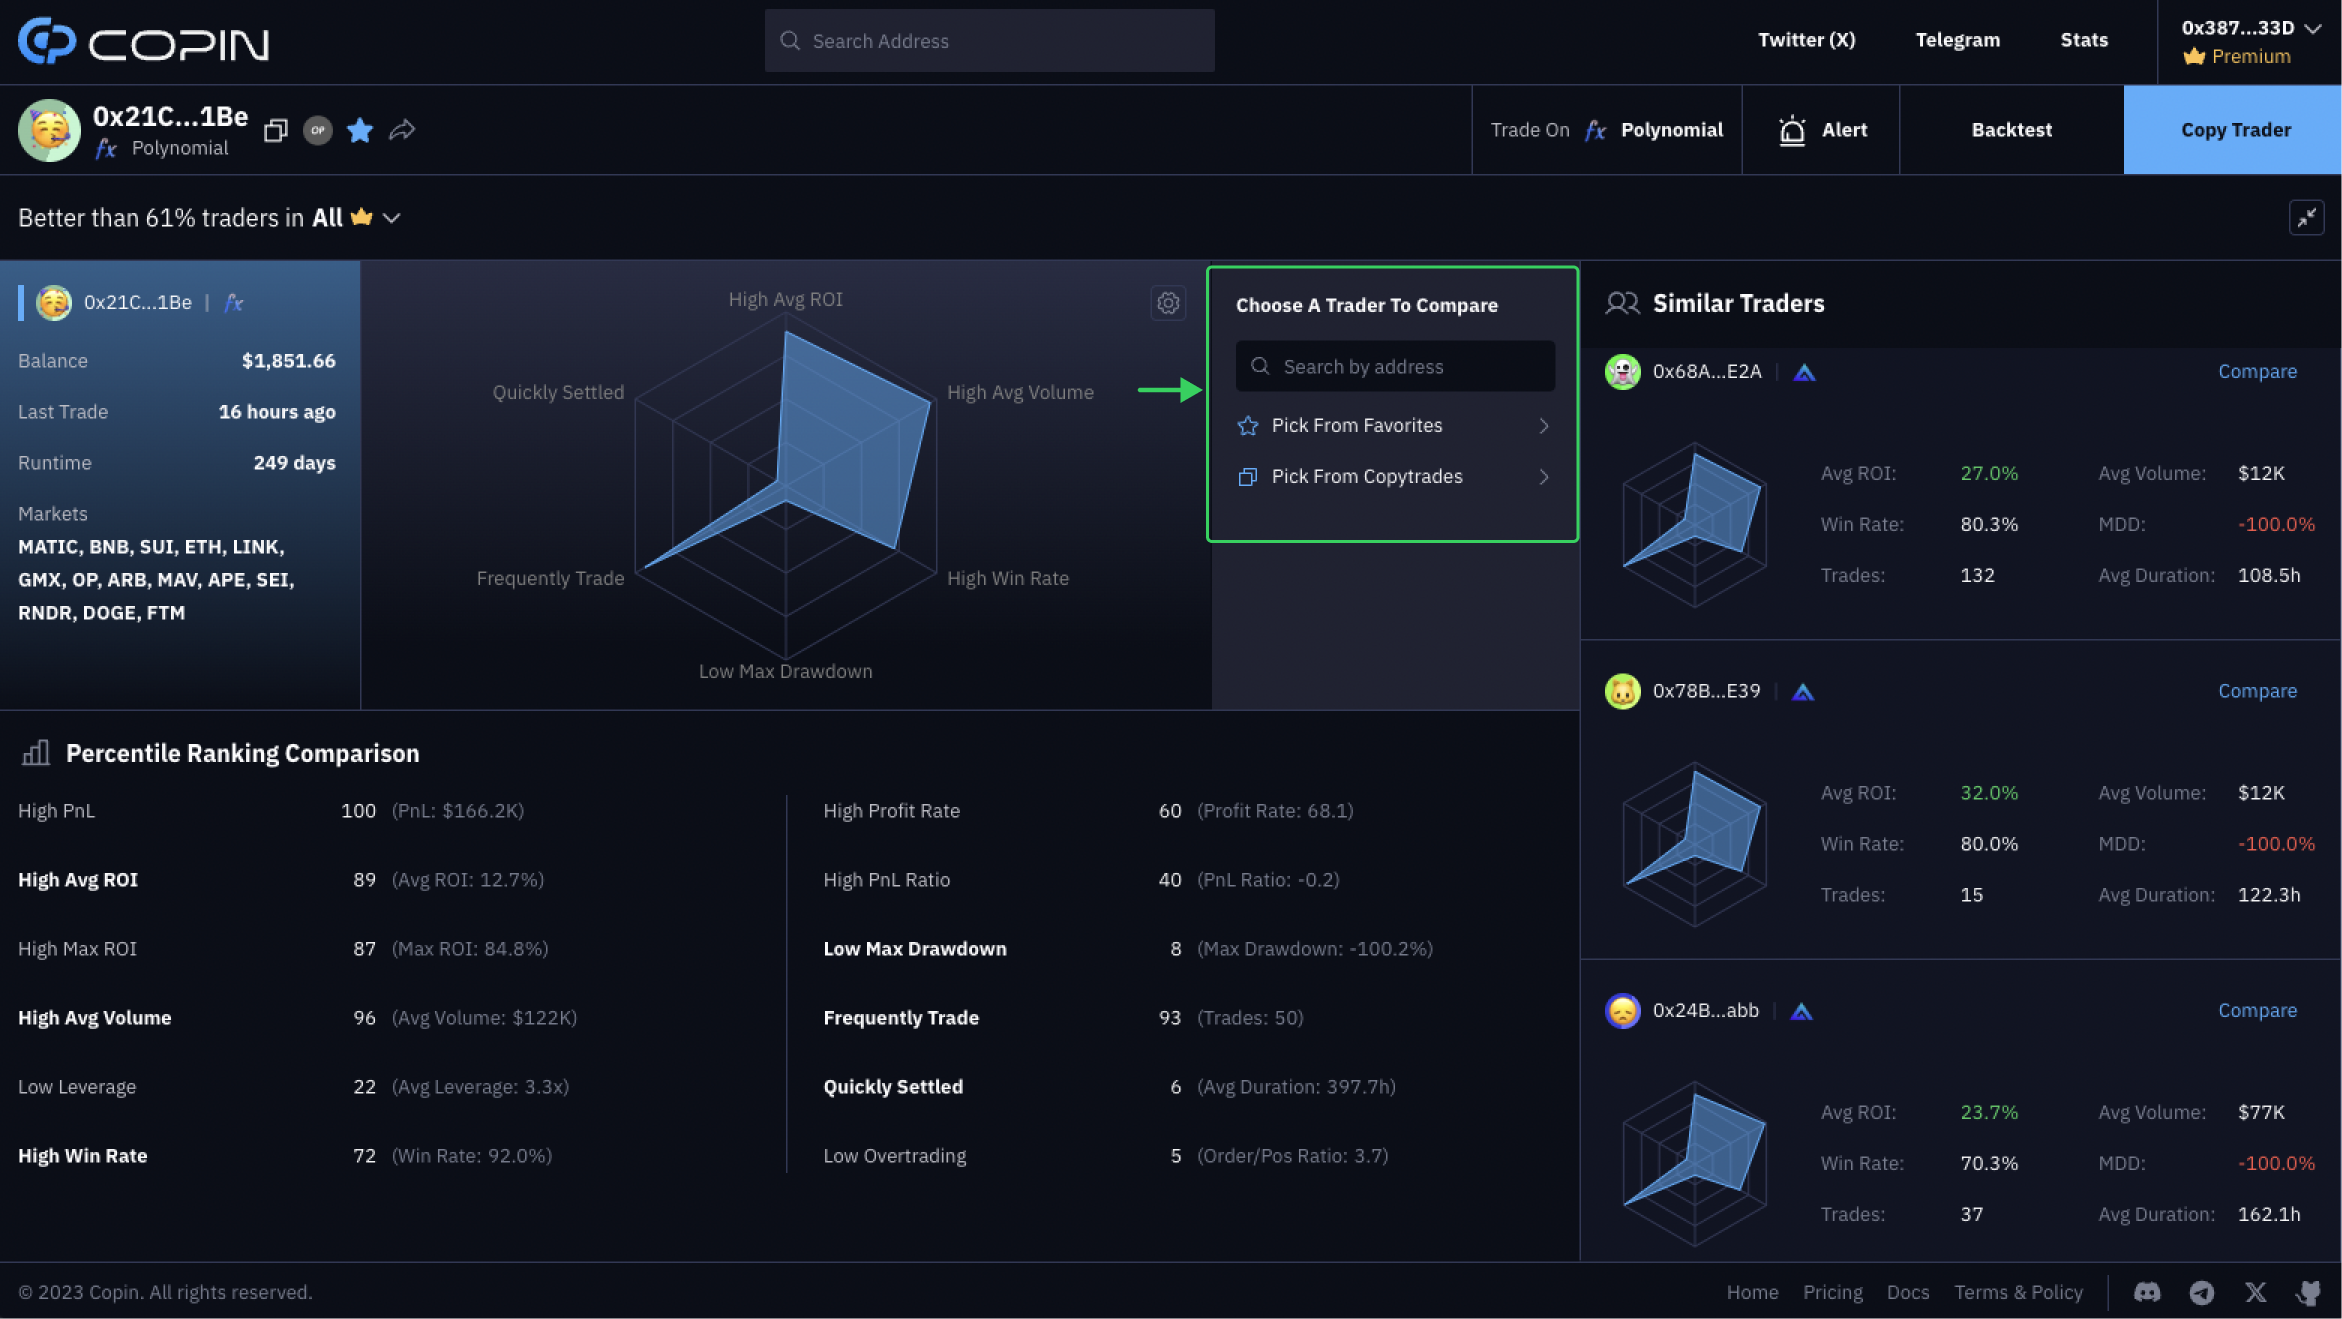 COPIN
Search Address
Twitter (X)
Telegram
Stats
0x387...33D
Premium
0x21C...1Be
OP
fx Polynomial
Trade On fx Polynomial
Alert
Backtest
Copy Trader
Better than 61% traders in All
0x21C...1Be | fx
Balance $1,851.66
Last Trade 16 hours ago
Runtime 249 days
Markets
MATIC, BNB, SUI, ETH, LINK,
GMX, OP, ARB, MAV, APE, SEI,
RNDR, DOGE, FTM
High Avg ROI
Quickly Settled
High Avg Volume
Frequently Trade
High Win Rate
Low Max Drawdown
Choose A Trader To Compare
Search by address
Pick From Favorites
Pick From Copytrades
Similar Traders
0x68A...E2A
Compare
Avg ROI: 27.0% Avg Volume: $12K
Win Rate: 80.3% MDD: -100.0%
Trades: 132 Avg Duration: 108.5h
0x78B...E39
Compare
Avg ROI: 32.0% Avg Volume: $12K
Win Rate: 80.0% MDD: -100.0%
Trades: 15 Avg Duration: 122.3h
0x24B...abb
Compare
Avg ROI: 23.7% Avg Volume: $77K
Win Rate: 70.3% MDD: -100.0%
Trades: 37 Avg Duration: 162.1h
Percentile Ranking Comparison
High PnL 100 (PnL: $166.2K)
High Avg ROI 89 (Avg ROI: 12.7%)
High Max ROI 87 (Max ROI: 84.8%)
High Avg Volume 96 (Avg Volume: $122K)
Low Leverage 22 (Avg Leverage: 3.3x)
High Win Rate 72 (Win Rate: 92.0%)
High Profit Rate 60 (Profit Rate: 68.1)
High PnL Ratio 40 (PnL Ratio: -0.2)
Low Max Drawdown 8 (Max Drawdown: -100.2%)
Frequently Trade 93 (Trades: 50)
Quickly Settled 6 (Avg Duration: 397.7h)
Low Overtrading 5 (Order/Pos Ratio: 3.7)
© 2023 Copin. All rights reserved.
Home
Pricing
Docs
Terms & Policy